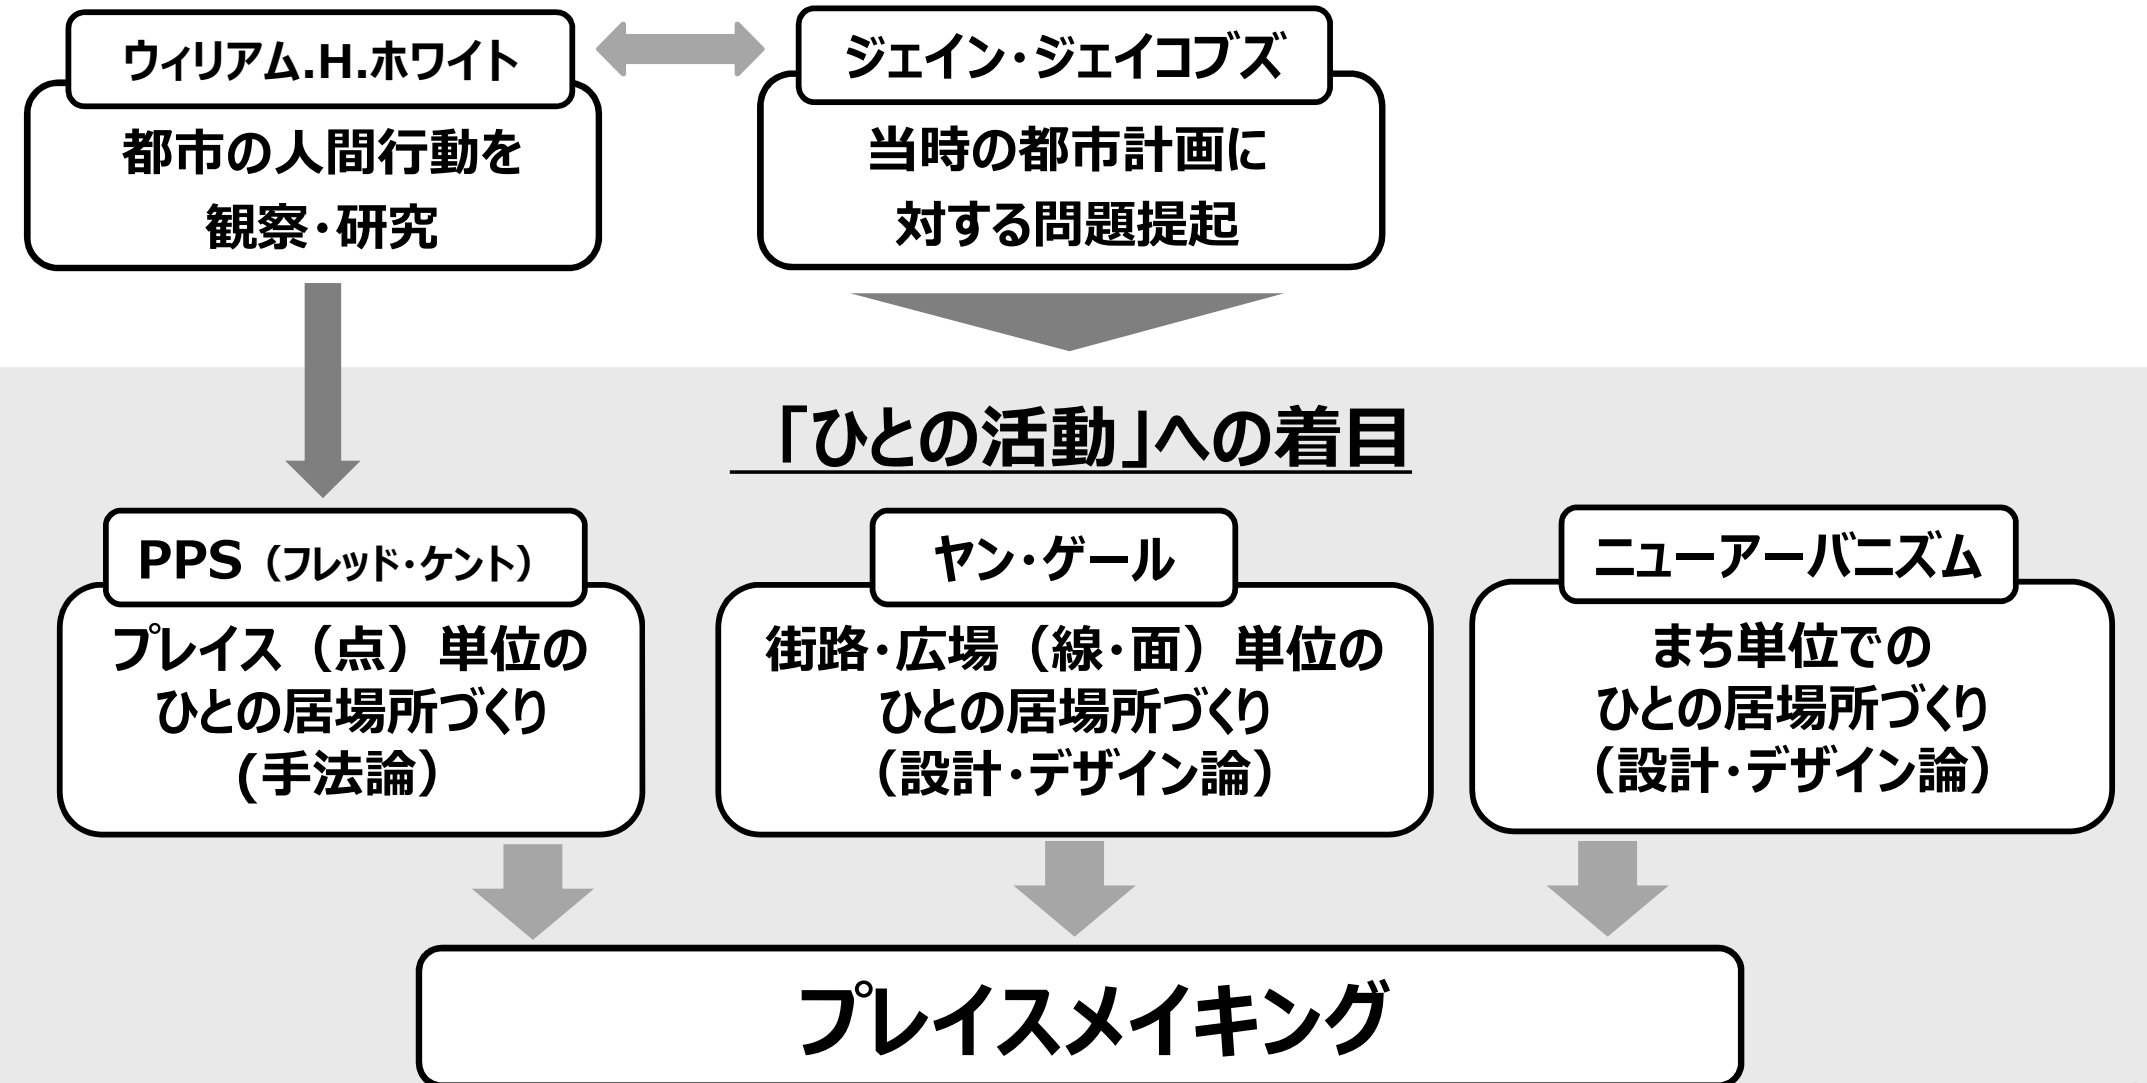 ウィリアム.H.ホワイト
都市の人間行動を
観察・研究
ジェイン・ジェイコブズ
当時の都市計画に
対する問題提起
「ひとの活動」への着目
PPS（フレッド・ケント）
プレイス（点）単位の
ひとの居場所づくり
(手法論）
ヤン・ゲール
街路・広場（線・面）単位の
ひとの居場所づくり
（設計・デザイン論）
ニューアーバニズム
まち単位での
ひとの居場所づくり
（設計・デザイン論）
プレイスメイキング